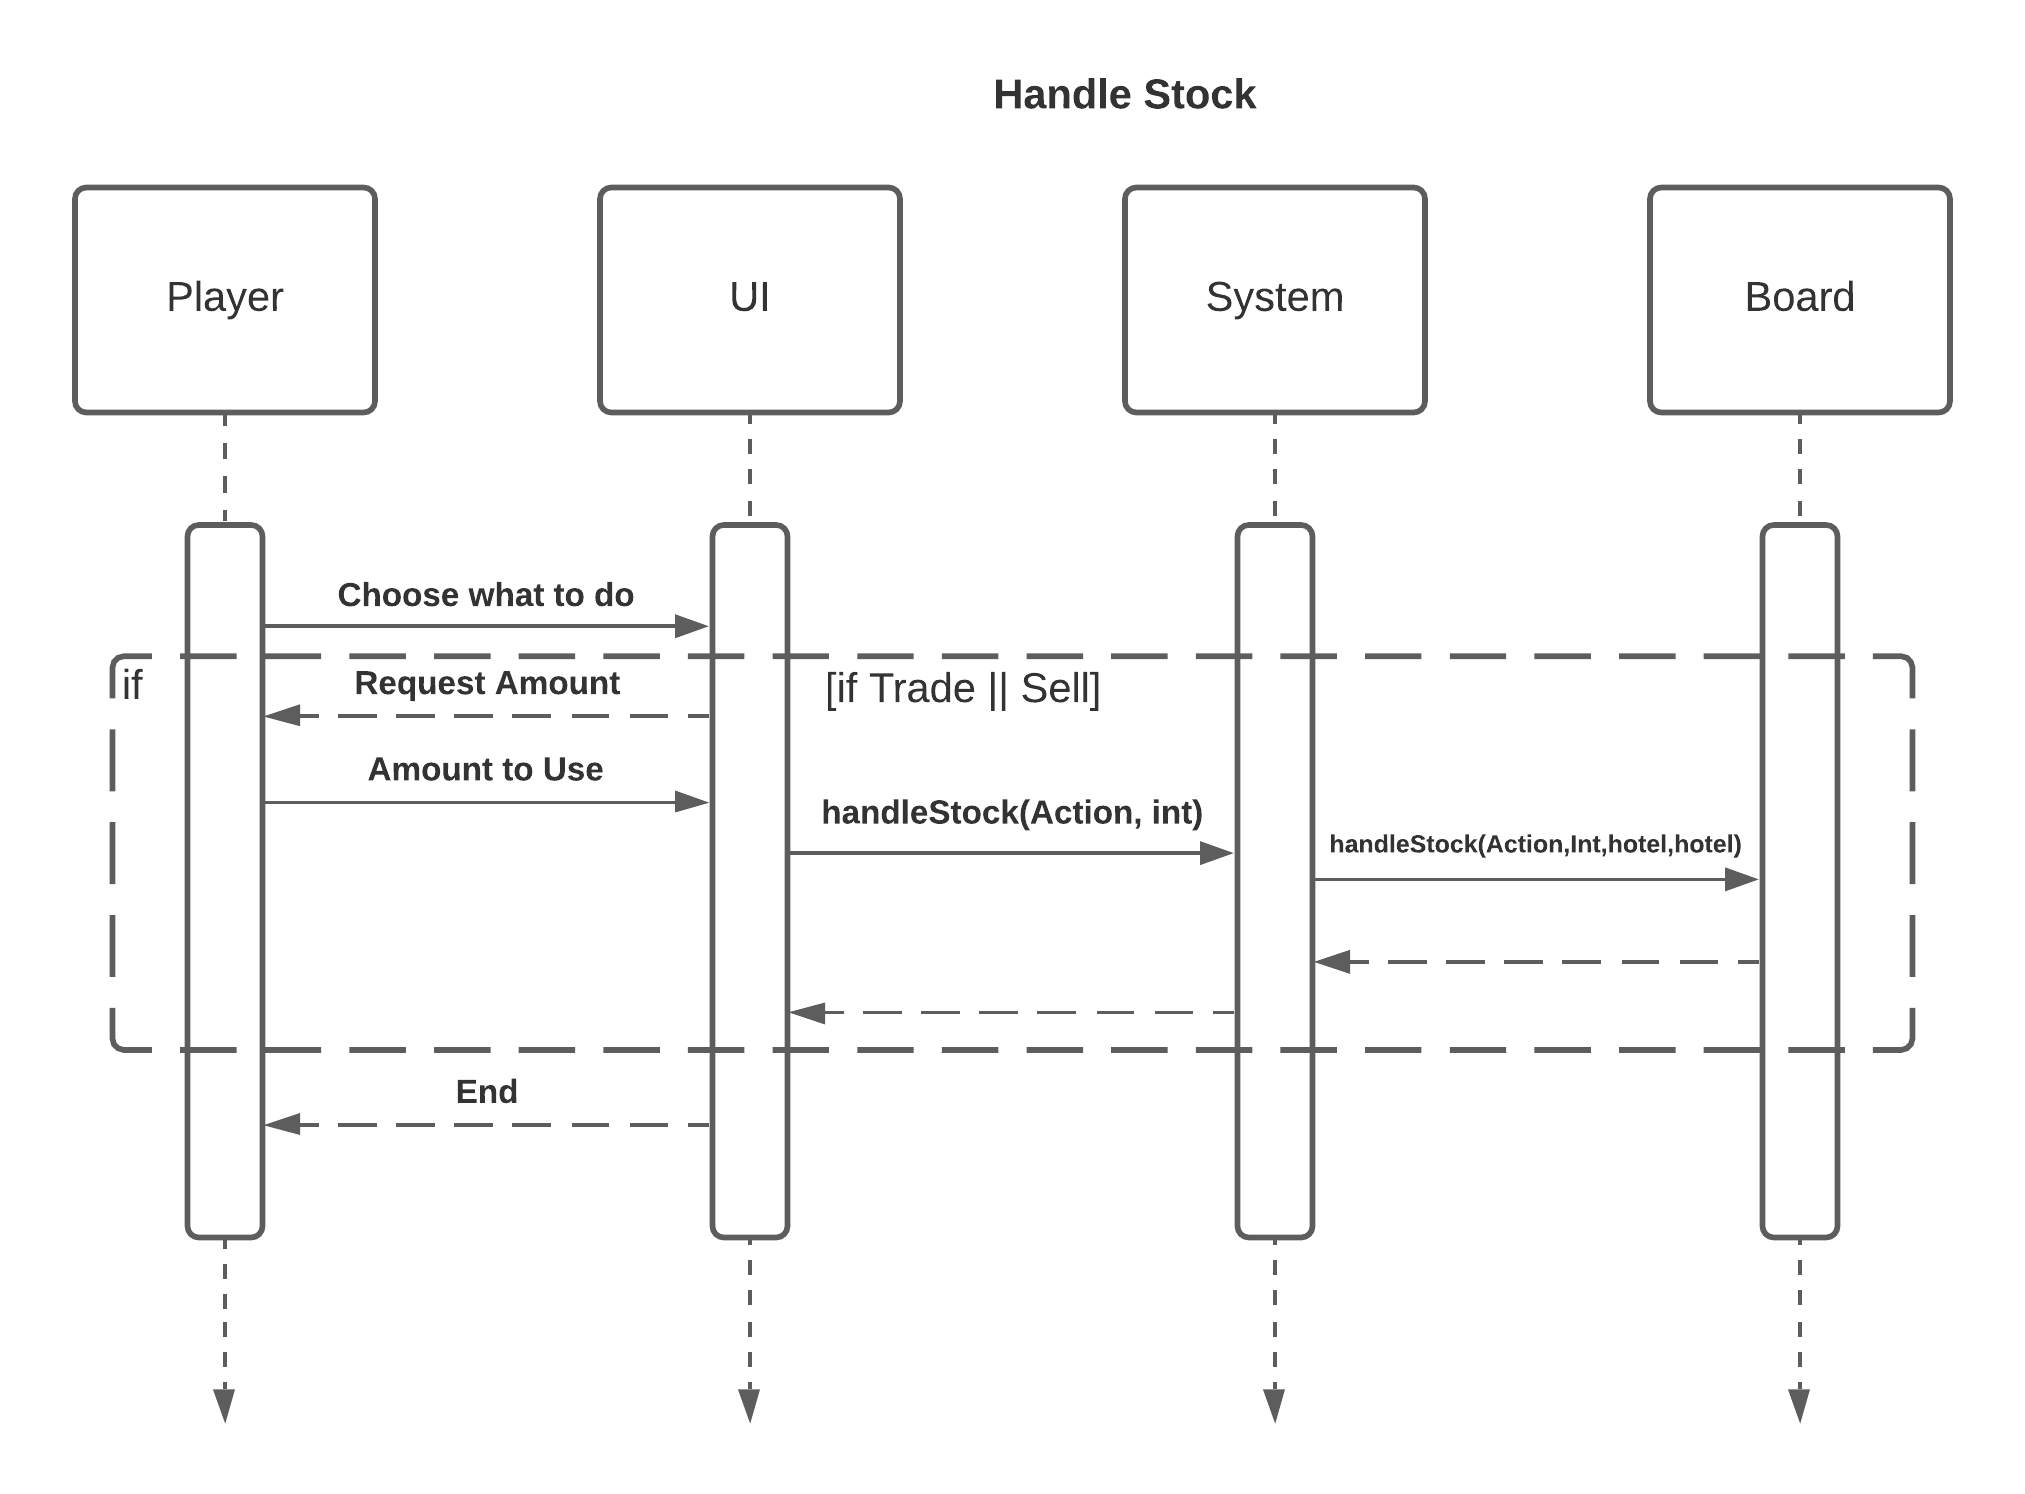 Handle Stock
Player
UI
System
Board
Choose what to do
if
Request Amount
[if Trade || Sell]
Amount to Use
handleStock(Action, int)
handleStock(Action,Int,hotel,hotel)
End